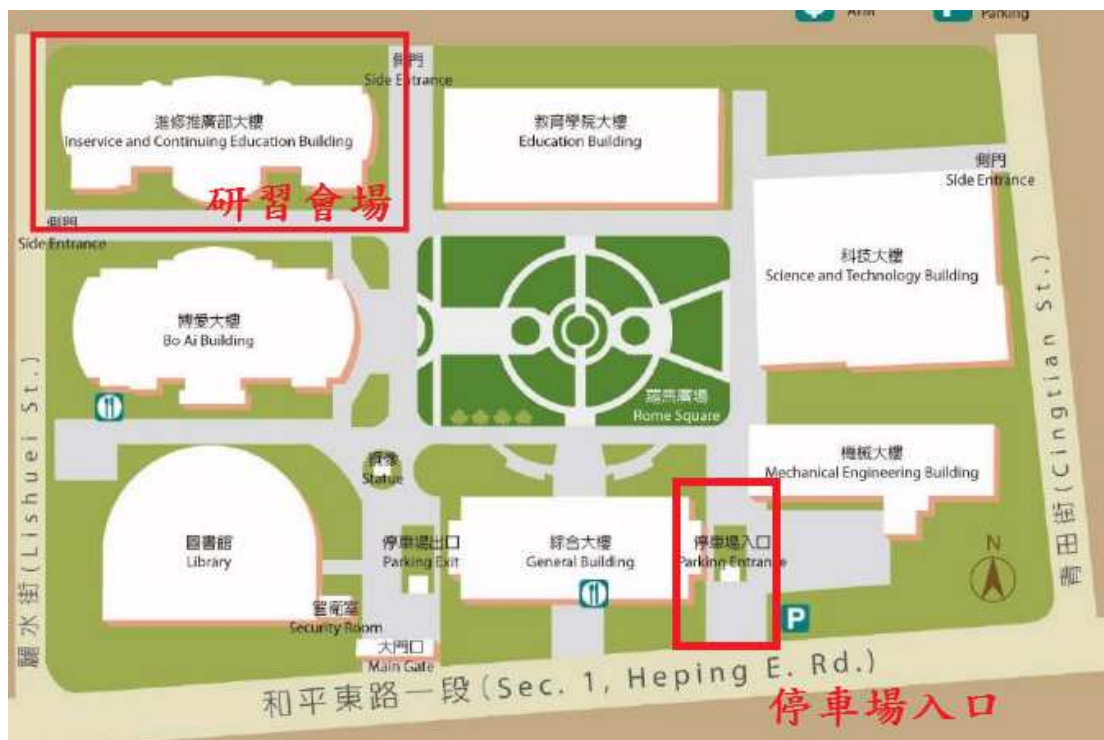 ATM
Parking
側門
Side Entrance
進修推廣部大樓
Inservice and Continuing Education Building
教育學院大樓
Education Building
研習會場
側門
Side Entrance
側門
Side Entrance
科技大樓
Science and Technology Building
博愛大樓
Bo Ai Building
羅馬廣場
Rome Square
銅像
Statue
機械大樓
Mechanical Engineering Building
圖書館
Library
停車場出口
Parking Exit
綜合大樓
General Building
停車場入口
Parking Entrance
N
警衛室
Security Room
P
大門口
Main Gate
麗水街(Lishuei St.)
青田街(Cingtian St.)
和平東路一段(Sec. 1, Heping E. Rd.)
停車場入口